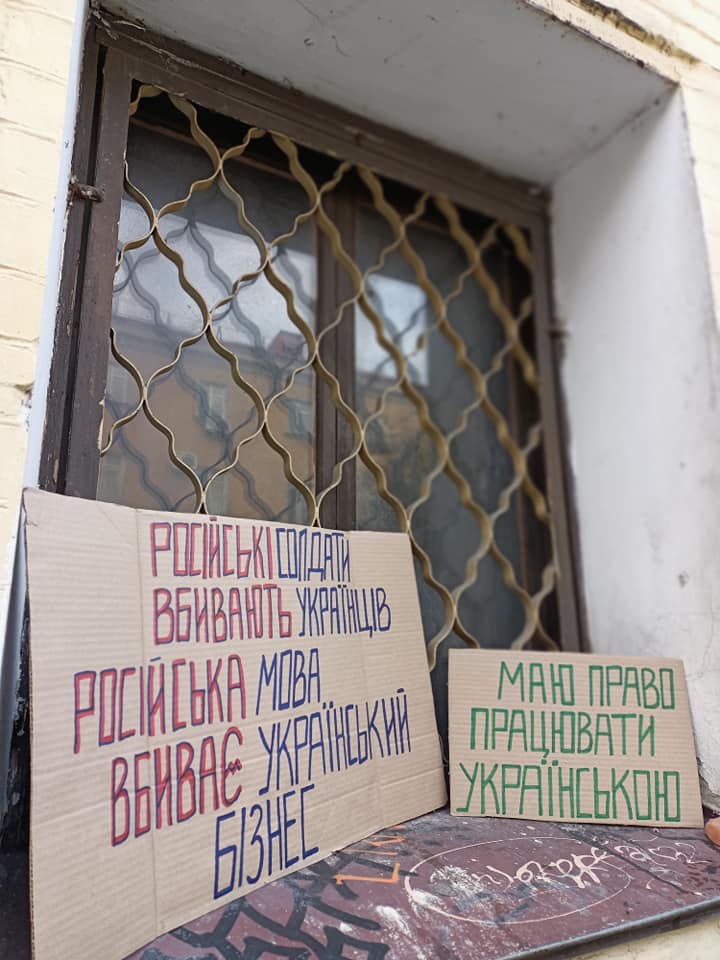 РОСІЙСЬКІ СОЛДАТИ
ВБИВАЮТЬ УКРАЇНЦІВ
РОСІЙСЬКА МОВА
ВБИВАЄ УКРАЇНСЬКИЙ
БІЗНЕС
МАЮ ПРАВО
ПРАЦЮВАТИ
УКРАЇНСЬКОЮ